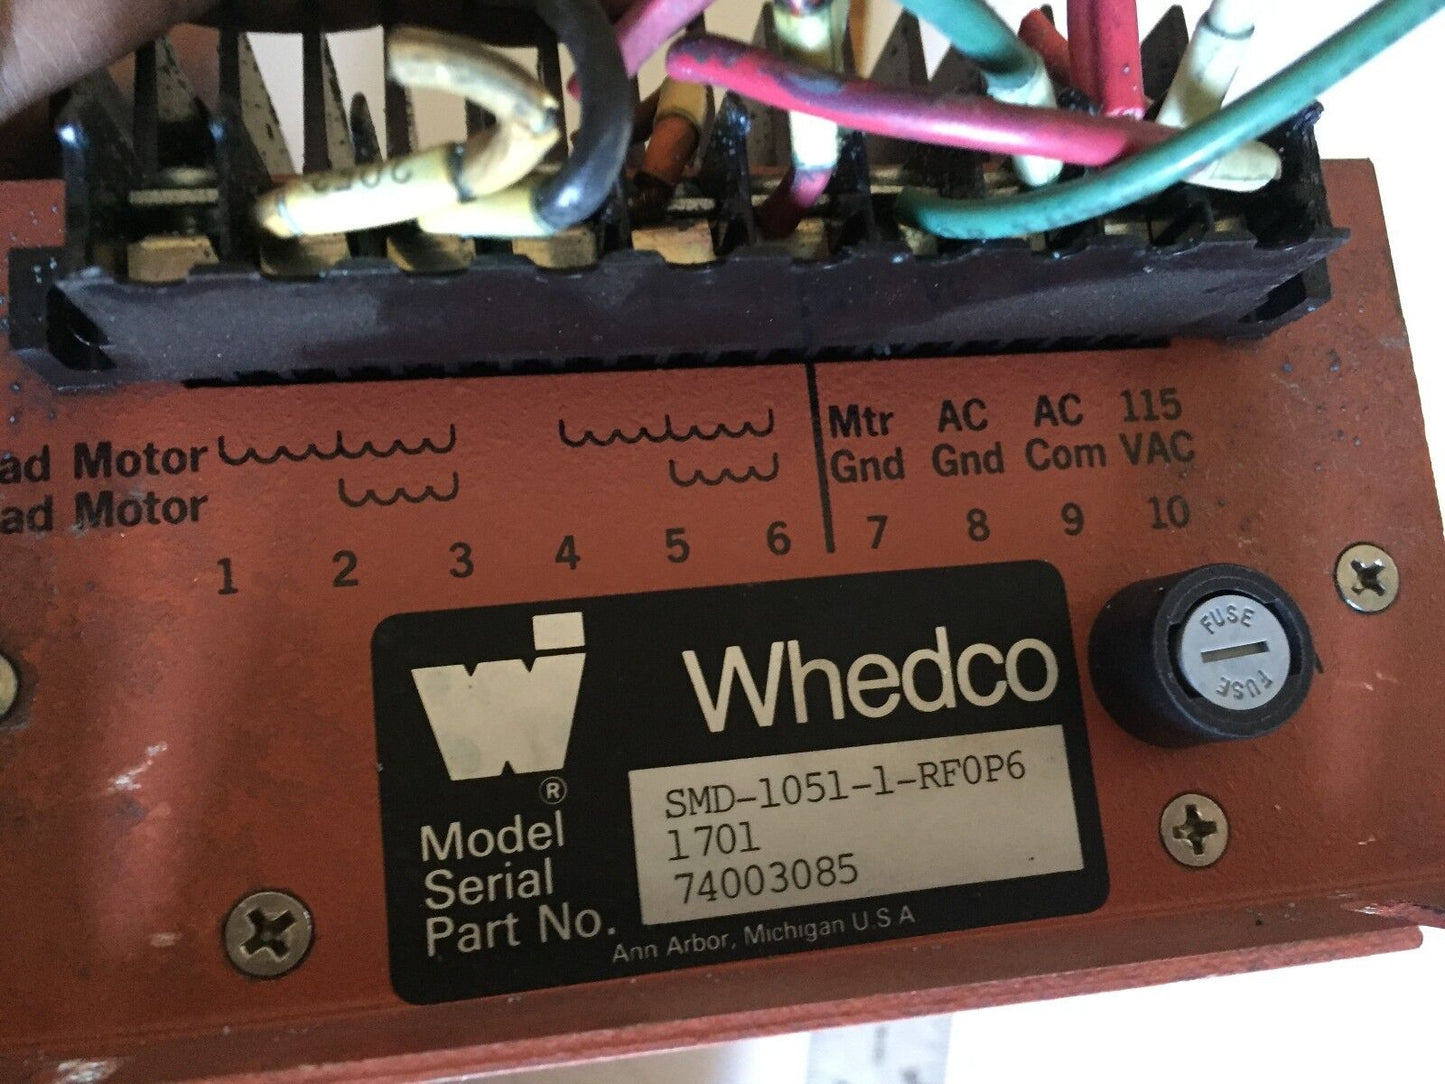 ad Motor
ad Motor
Mtr Gnd
AC Gnd
AC Com
115 VAC
1 2 3 4 5 6 7 8 9 10
Wi Whedco
®
Model SMD-1051-1-RF0P6
Serial 1701
Part No. 74003085
Ann Arbor, Michigan U.S.A
FUSE
FUSE